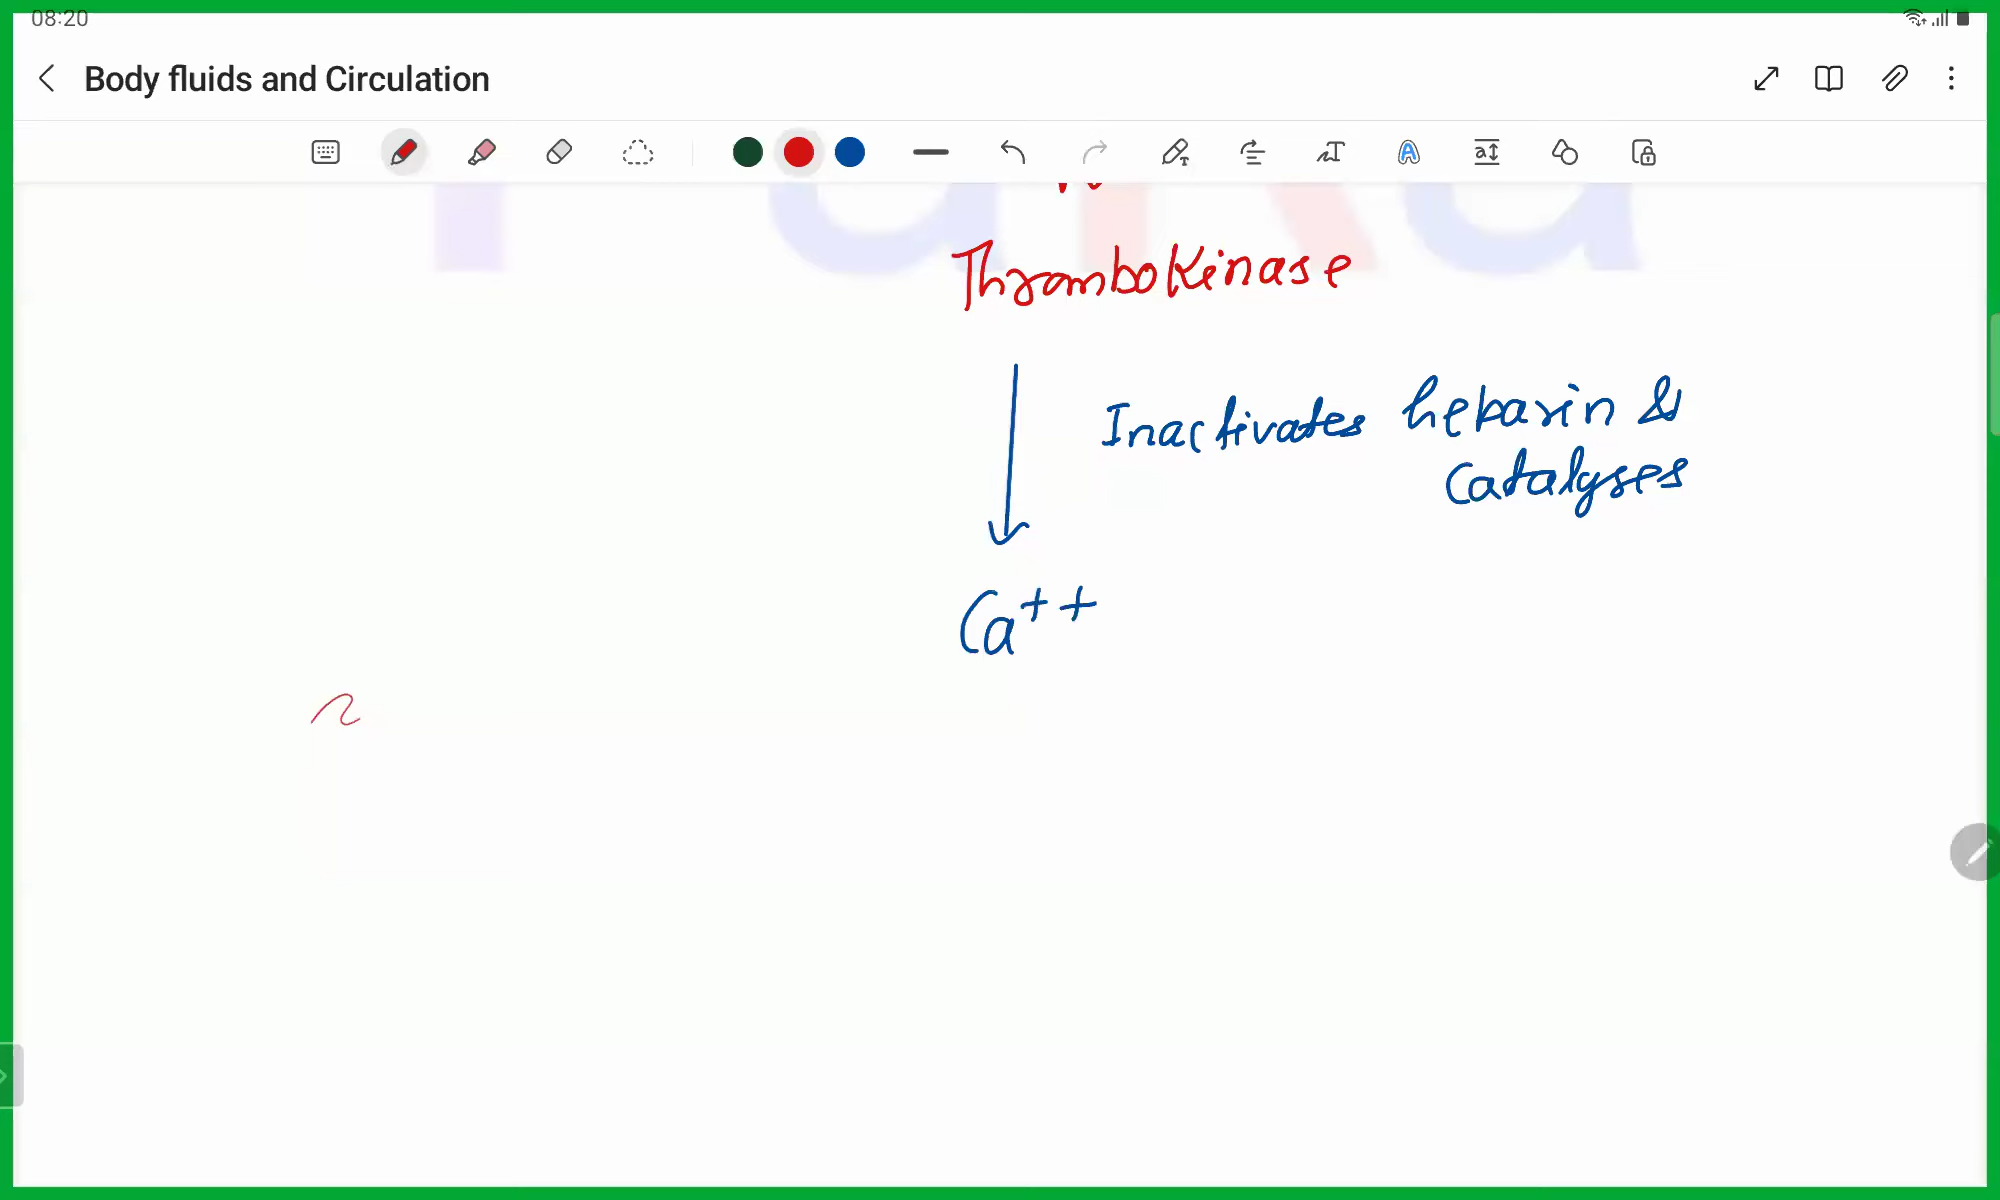 08:20
Body fluids and Circulation
Thrombokinase
Inactivates heparin &
Catalyses
Ca++